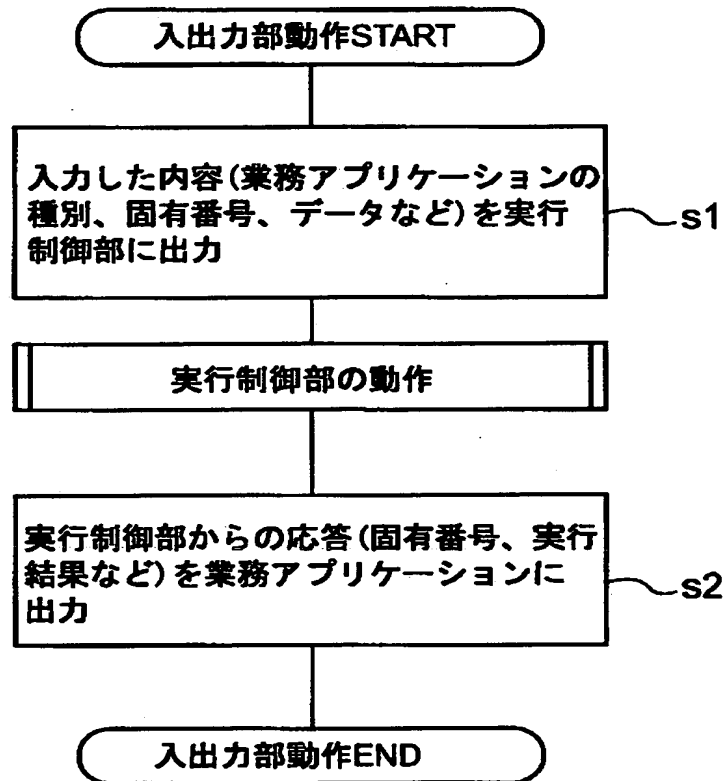 入出力部動作START
入力した内容(業務アプリケーションの
種別、固有番号、データなど)を実行
制御部に出力
s1
実行制御部の動作
実行制御部からの応答(固有番号、実行
結果など)を業務アプリケーションに
出力
s2
入出力部動作END